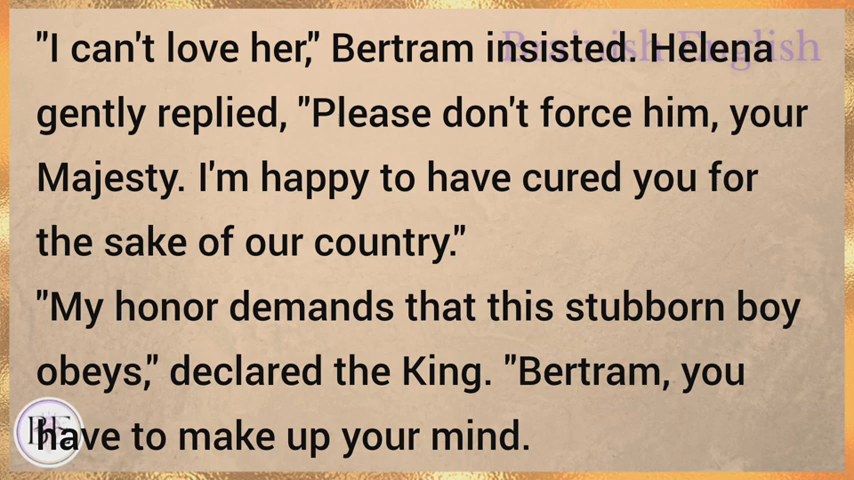 "I can't love her," Bertram insisted. Helena
gently replied, "Please don't force him, your
Majesty. I'm happy to have cured you for
the sake of our country."
"My honor demands that this stubborn boy
obeys," declared the King. "Bertram, you
have to make up your mind.